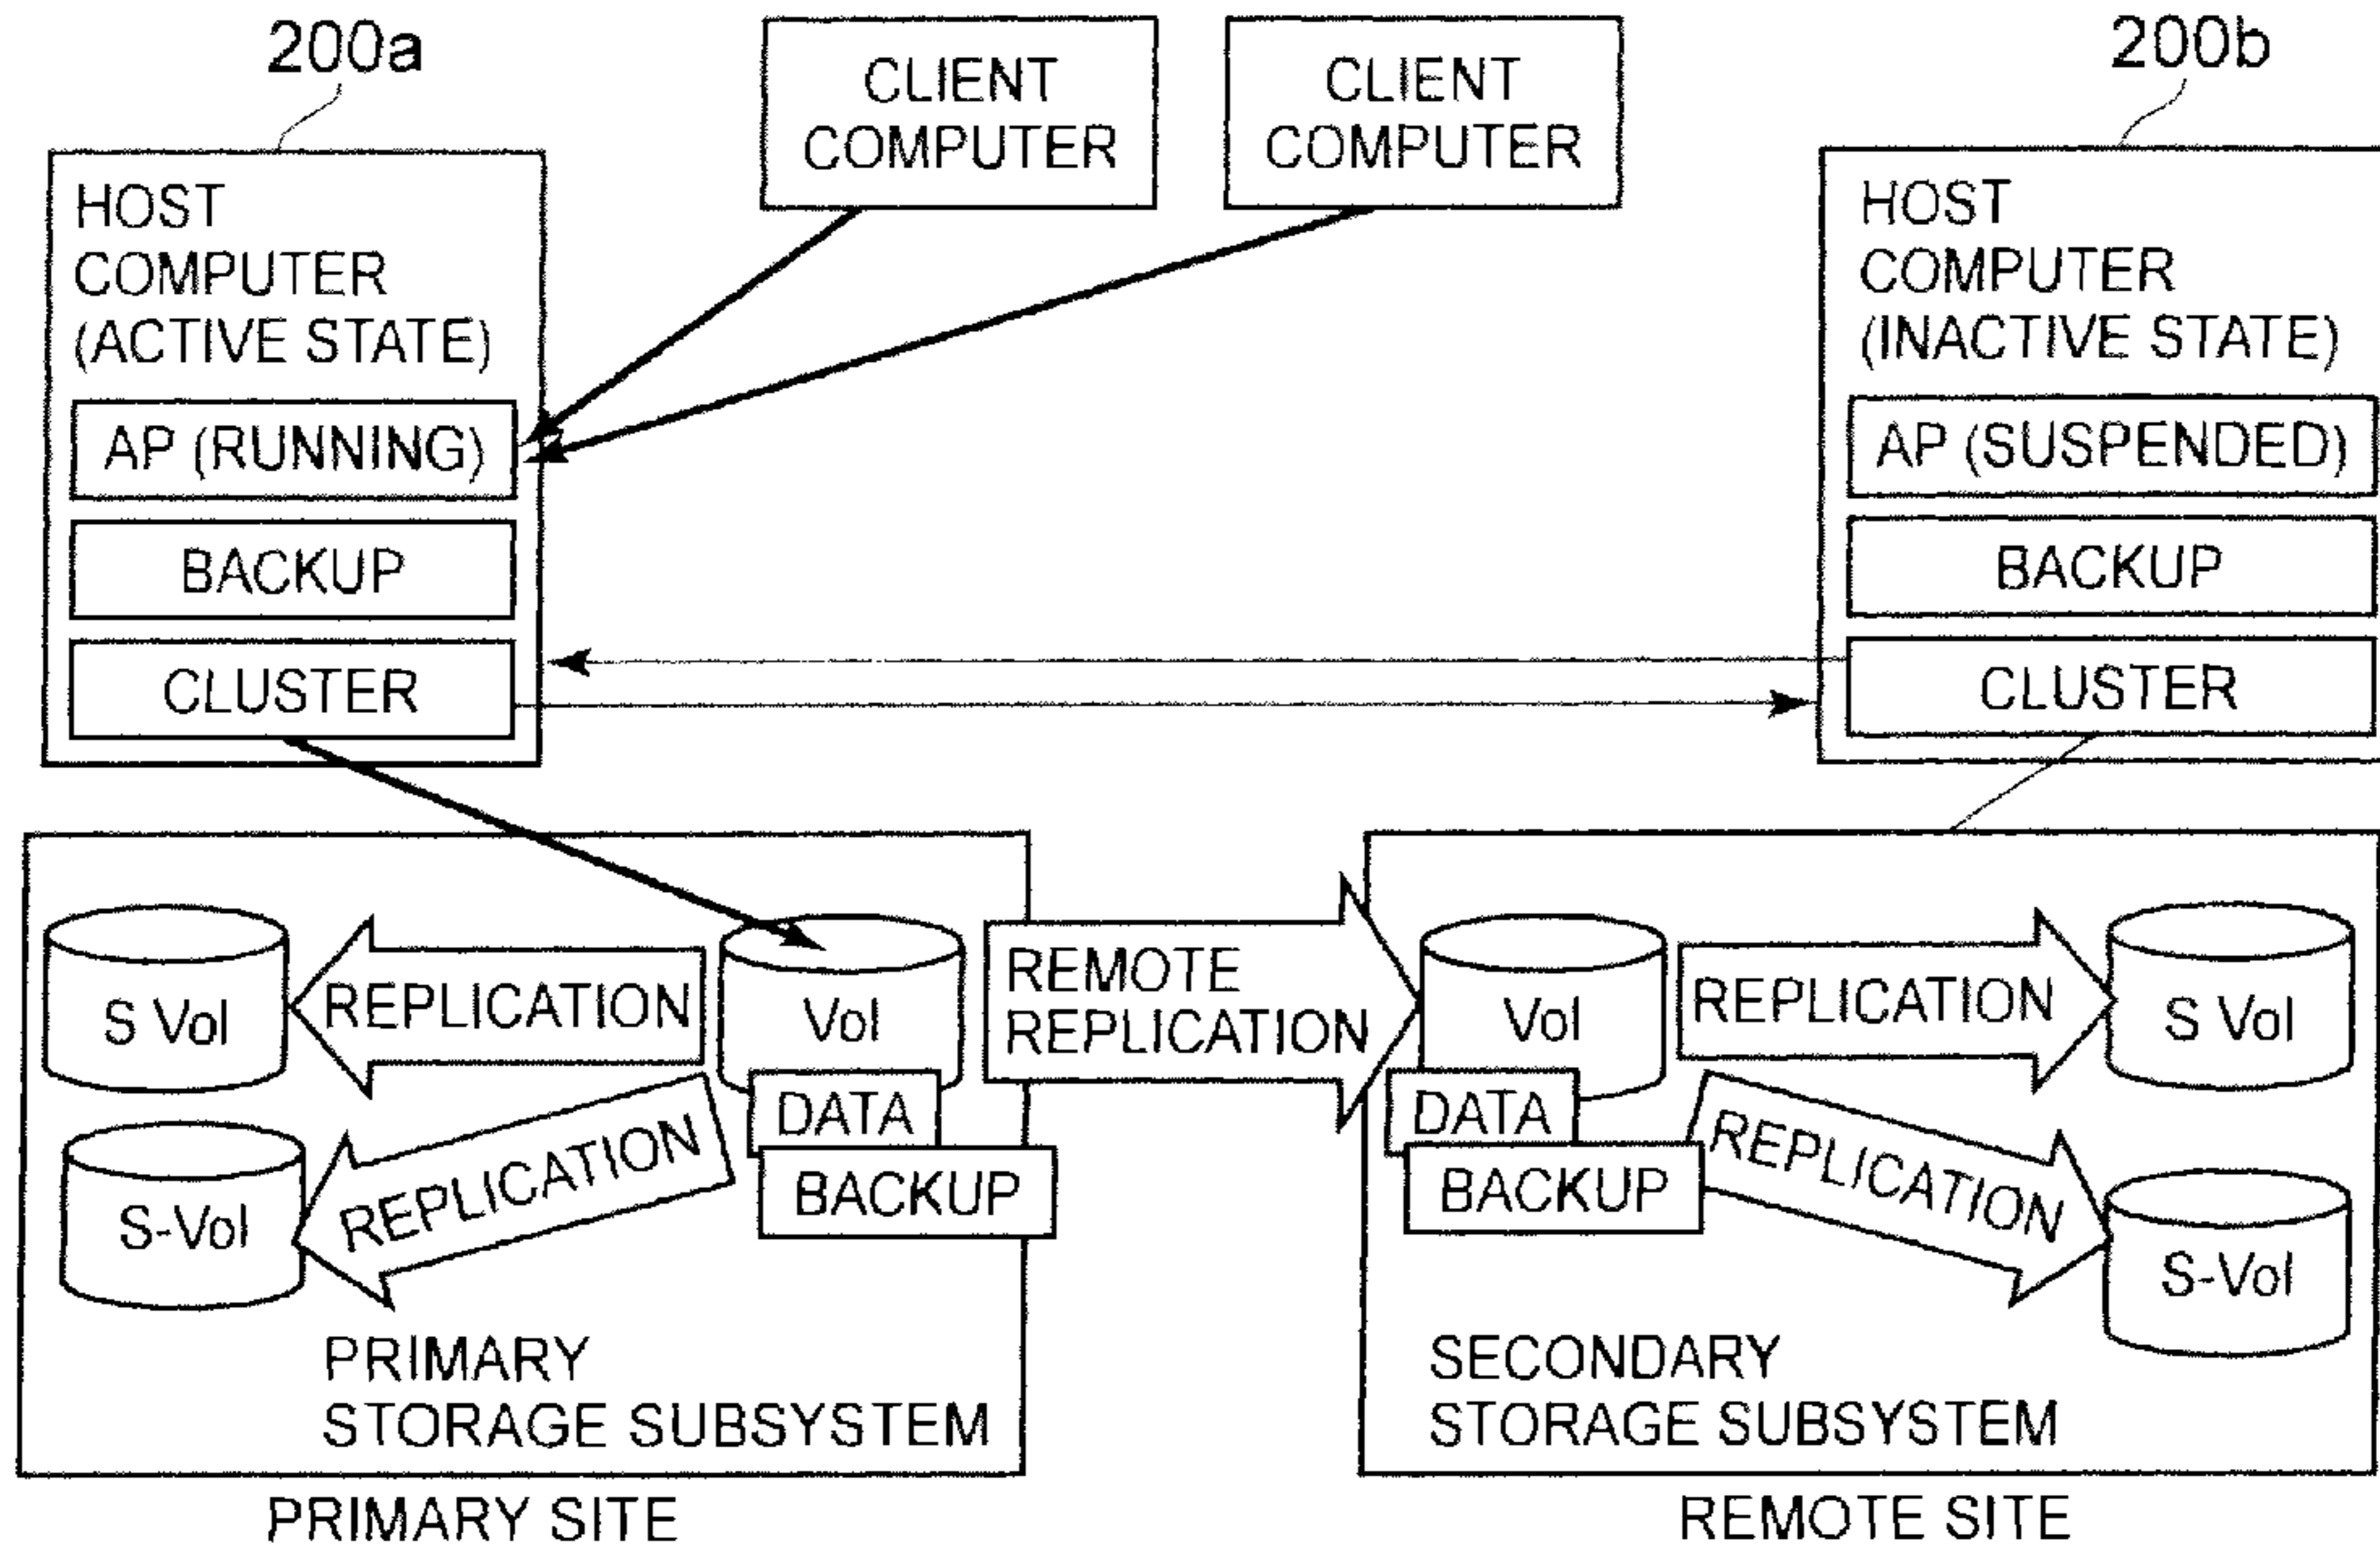 200a
CLIENT
COMPUTER
CLIENT
COMPUTER
200b
HOST
COMPUTER
(ACTIVE STATE)
AP (RUNNING)
BACKUP
CLUSTER
HOST
COMPUTER
(INACTIVE STATE)
AP (SUSPENDED)
BACKUP
CLUSTER
S Vol
REPLICATION
Vol
REMOTE
REPLICATION
Vol
REPLICATION
S Vol
S-Vol
REPLICATION
DATA
BACKUP
DATA
BACKUP
REPLICATION
S-Vol
PRIMARY
STORAGE SUBSYSTEM
SECONDARY
STORAGE SUBSYSTEM
PRIMARY SITE
REMOTE SITE